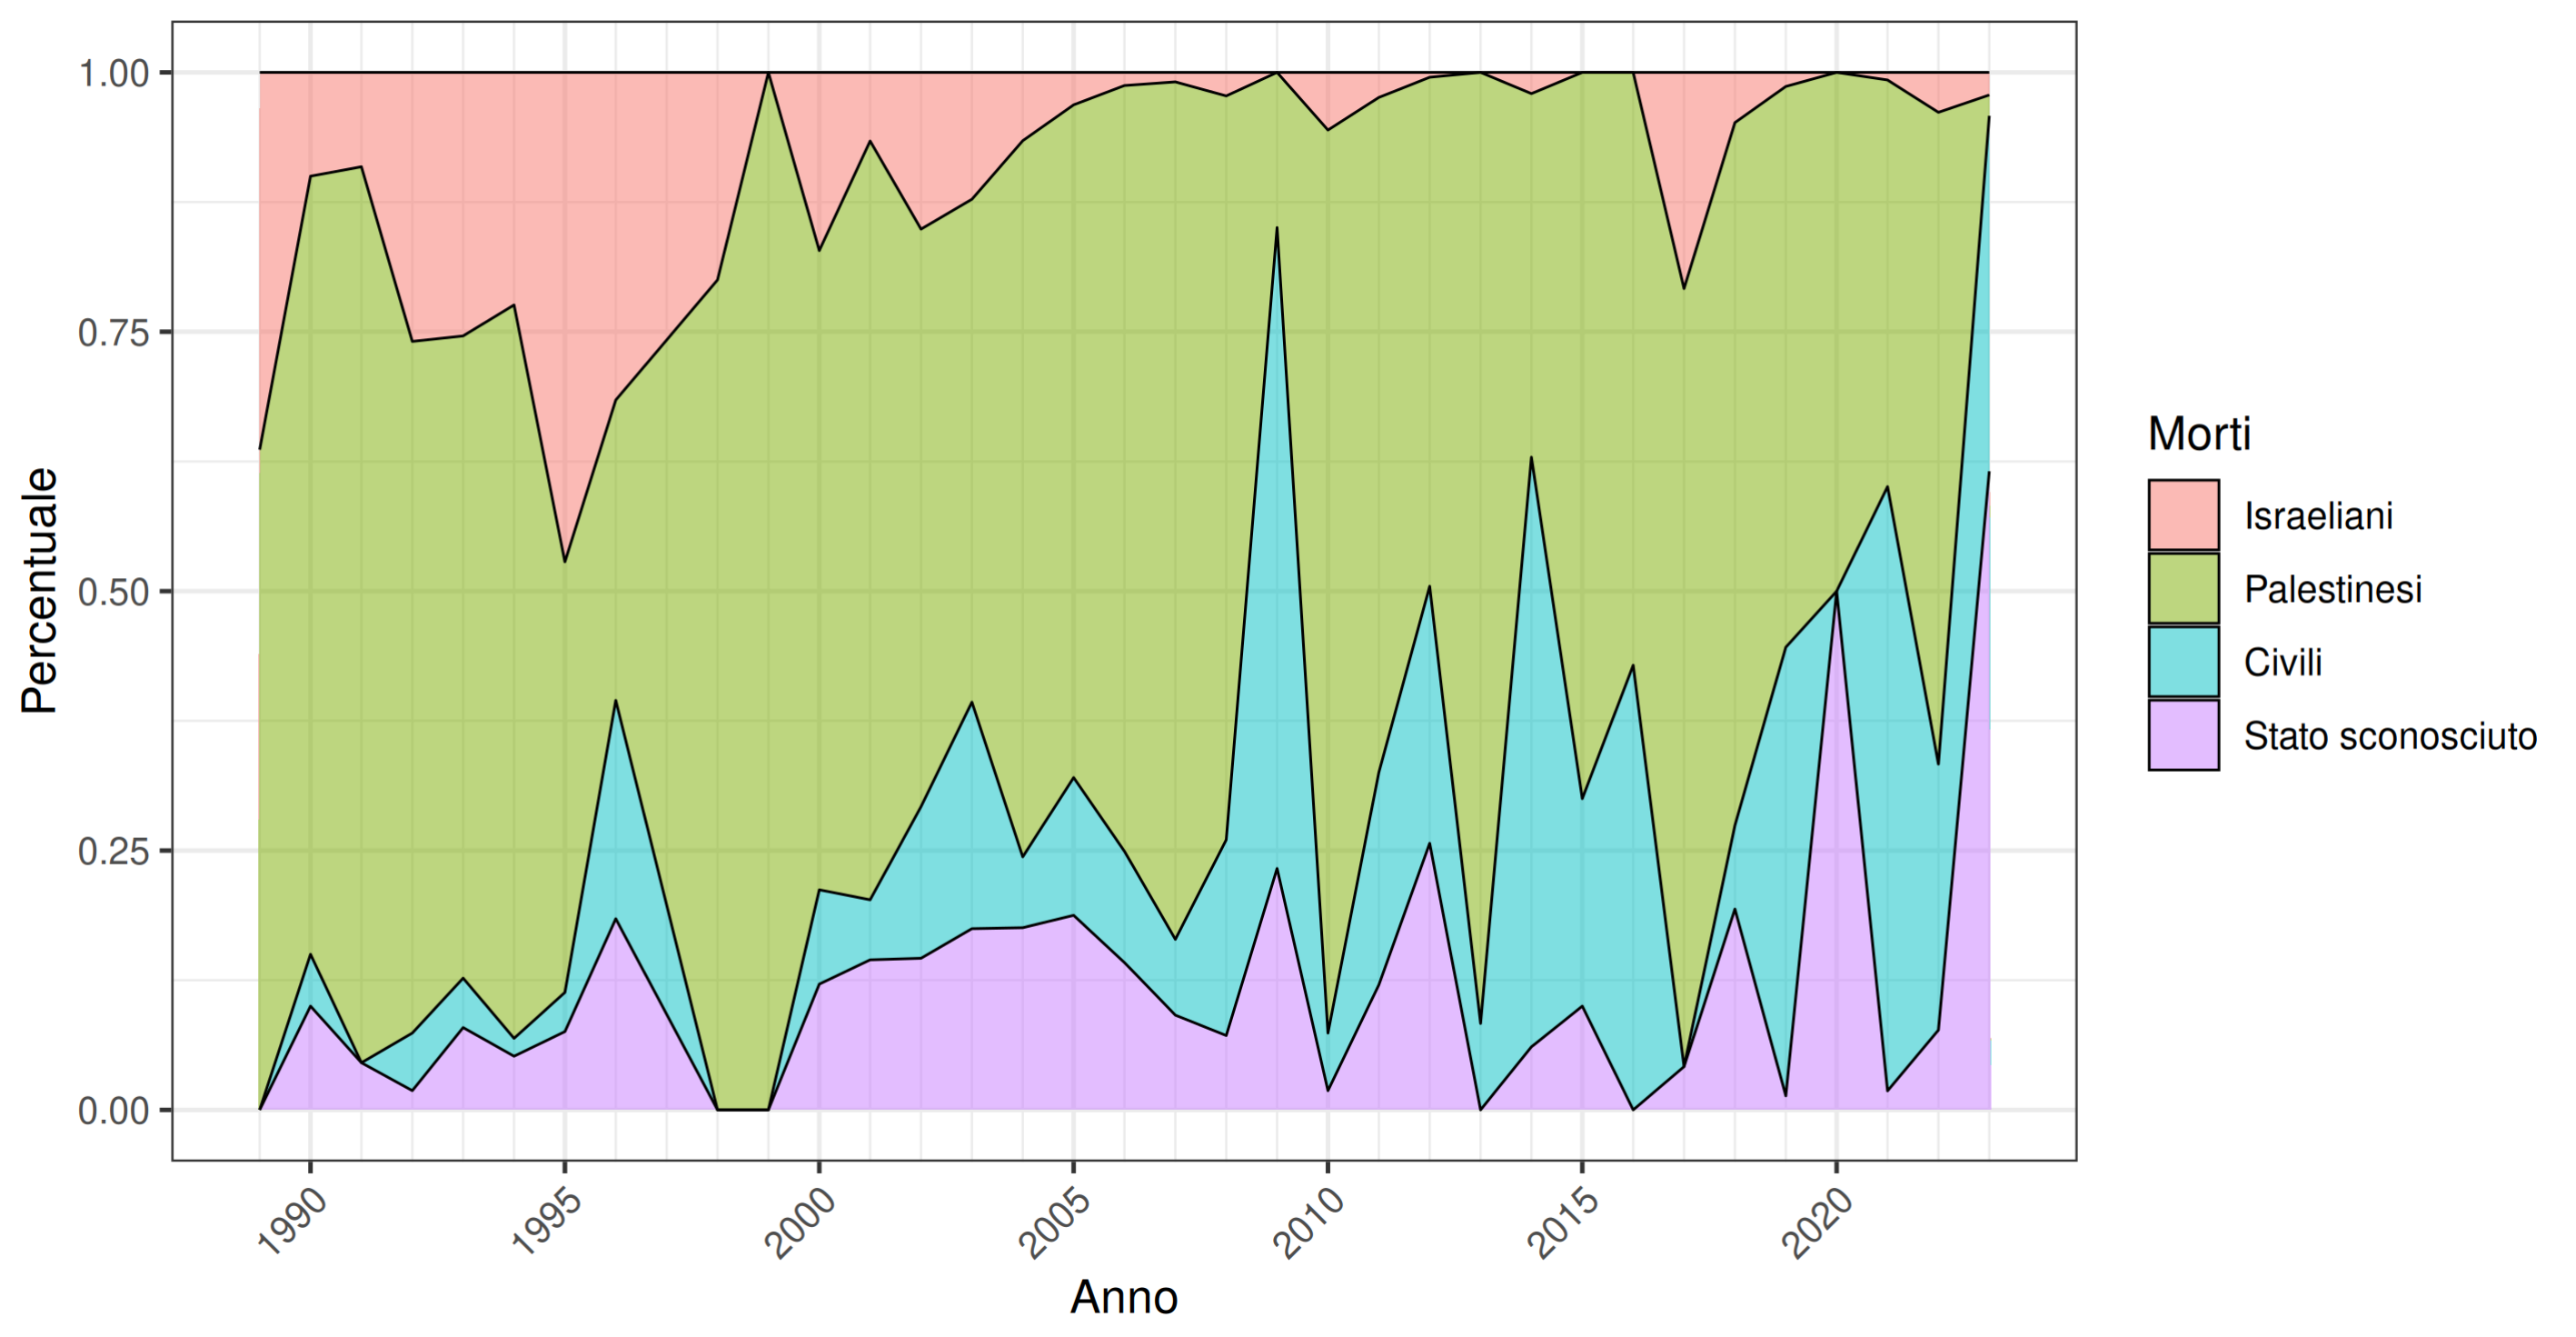 1.00
0.75
0.50
0.25
0.00
Percentuale
1990
1995
2000
2005
2010
2015
2020
Anno
Morti
Israeliani
Palestinesi
Civili
Stato sconosciuto